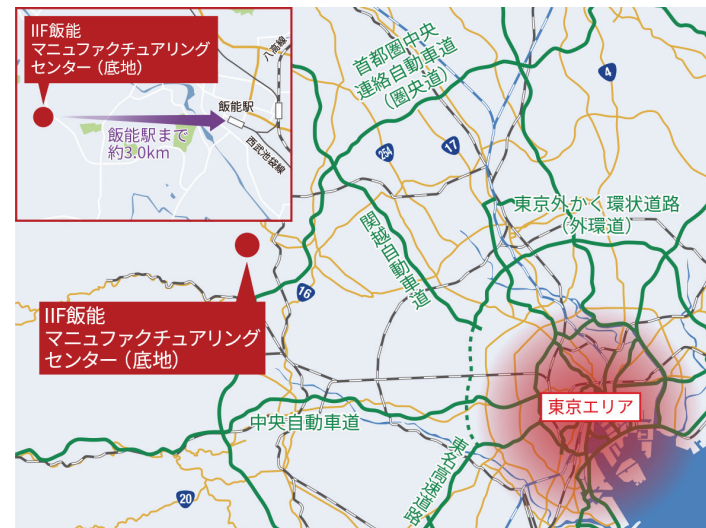 IIF飯能
マニュファクチュアリング
センター（底地）
八高線
飯能駅
飯能駅まで
約3.0km
西武池袋線
首都圏中央
連絡自動車道
（圏央道）
4
17
254
東京外かく環状道路
（外環道）
関越自動車道
16
IIF飯能
マニュファクチュアリング
センター（底地）
東京エリア
中央自動車道
東名高速道路
20